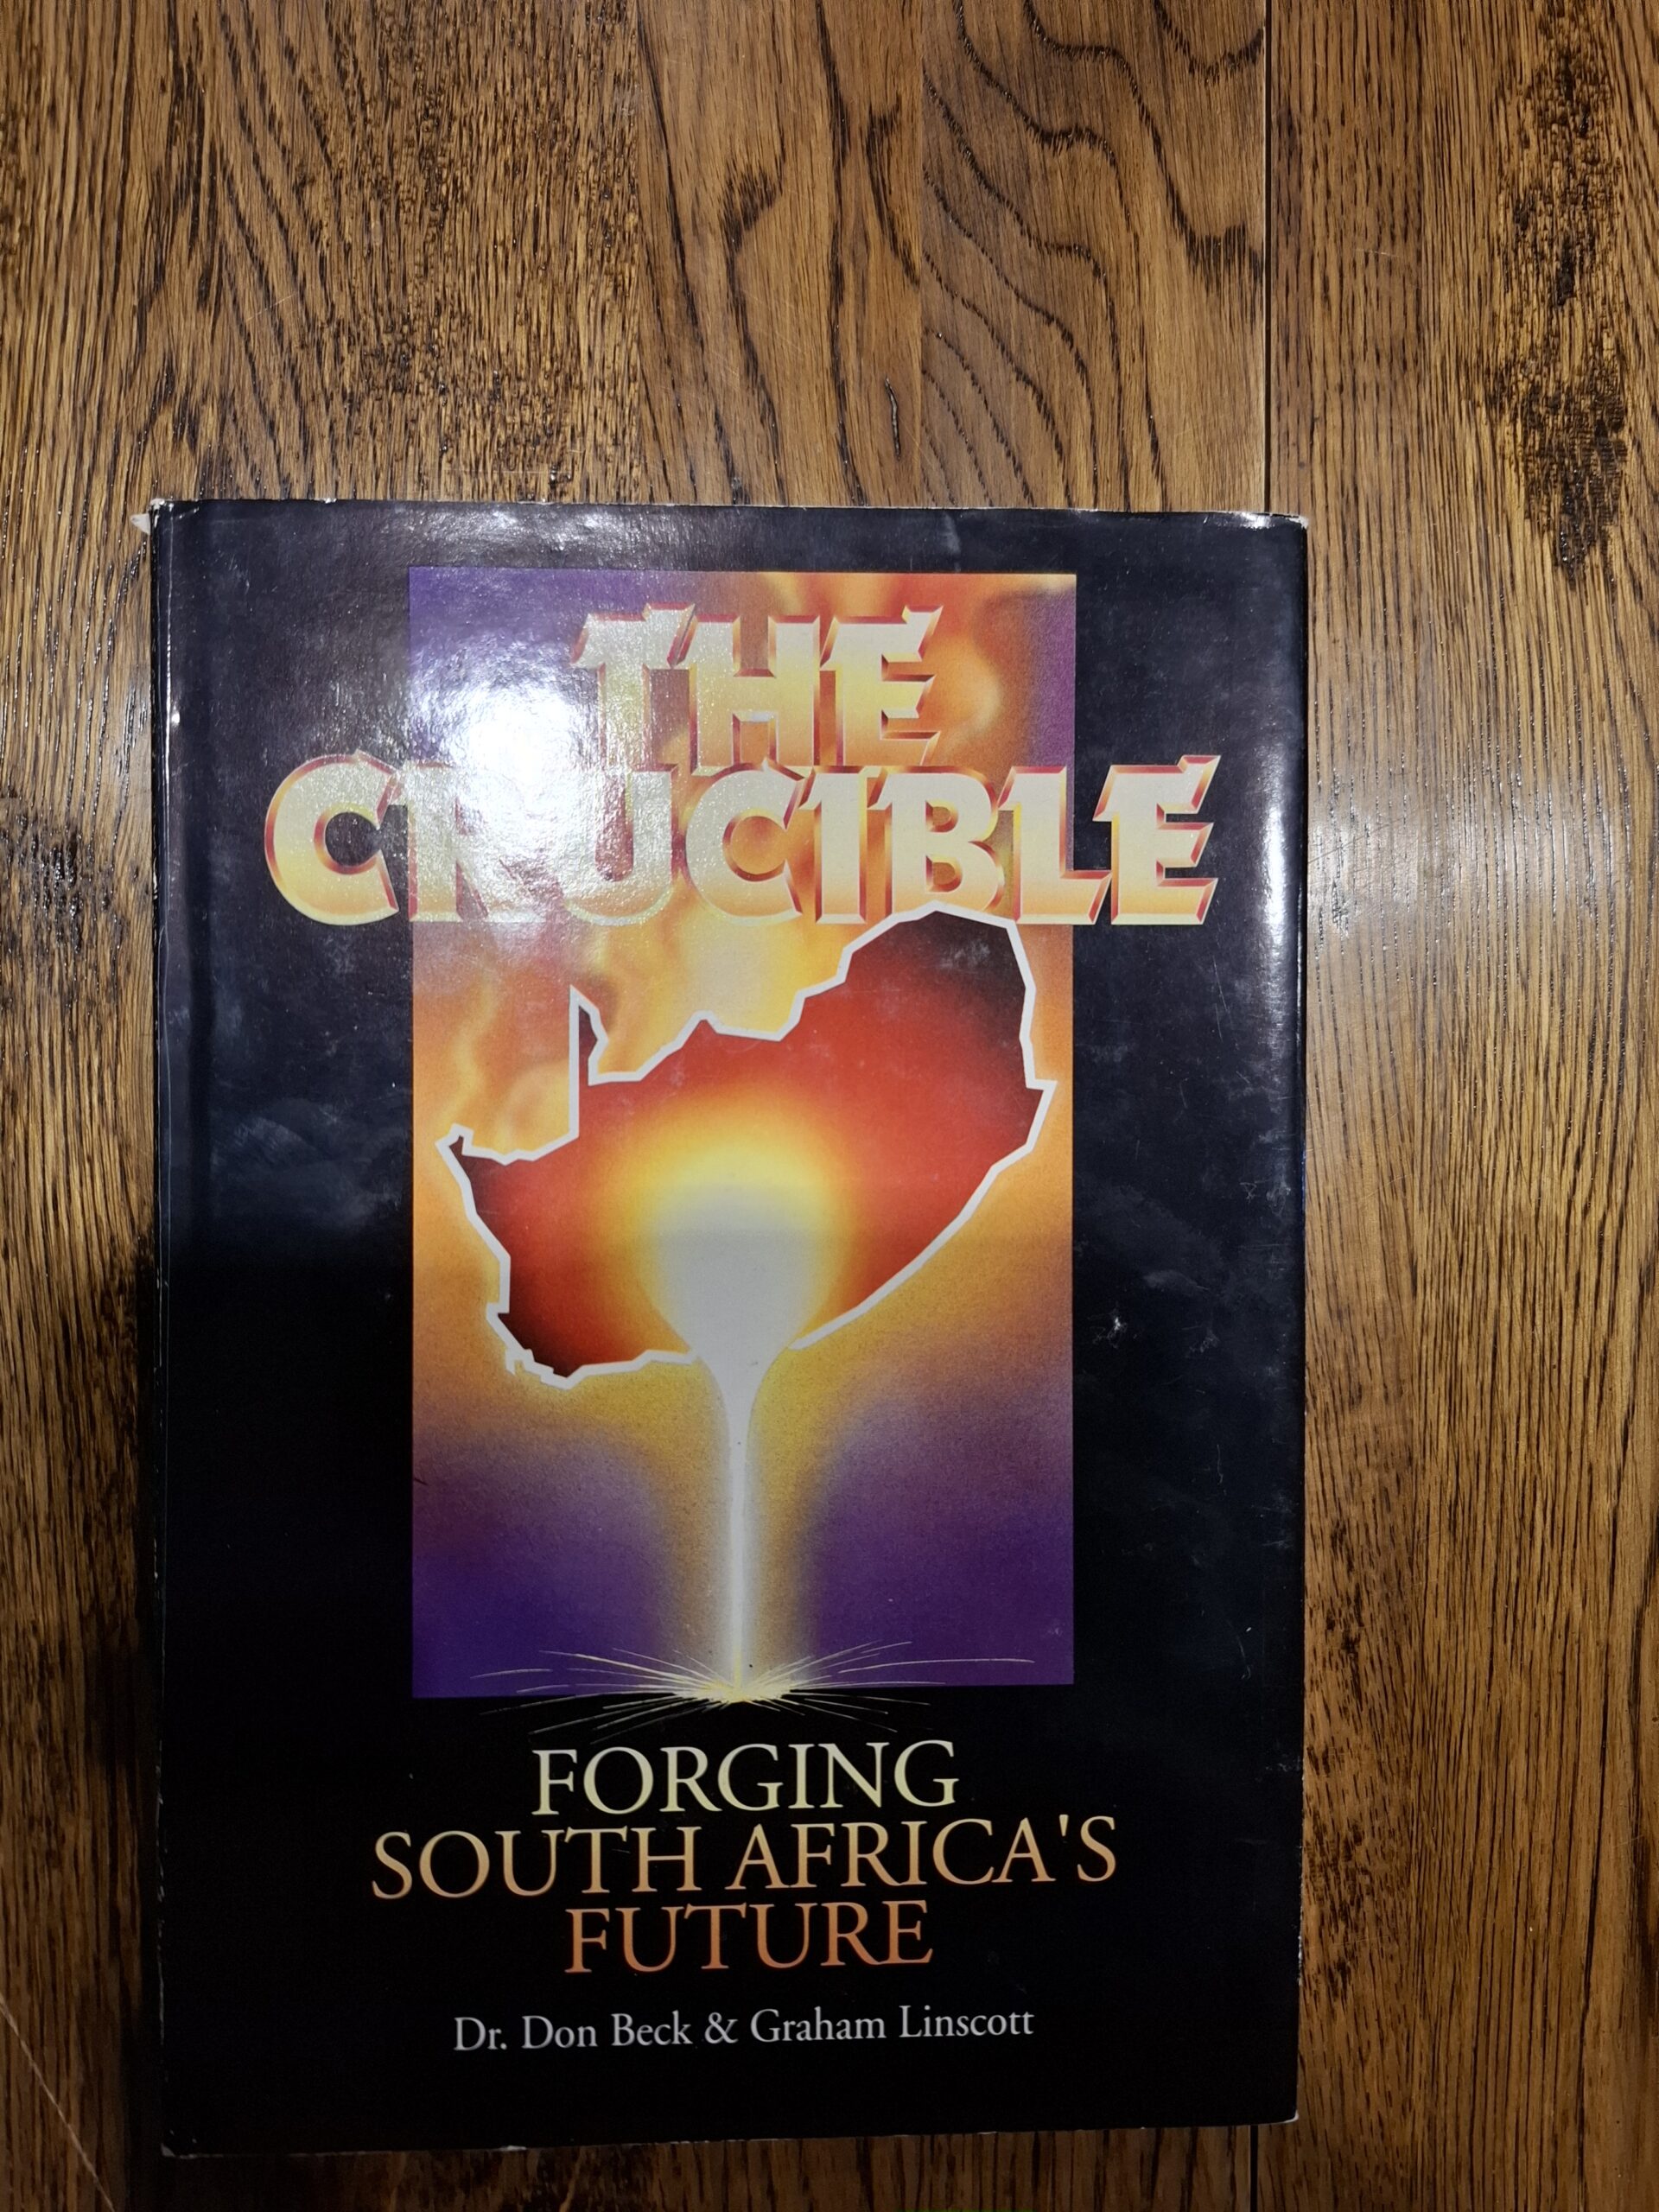 THE
CRUCIBLE
FORGING
SOUTH AFRICA'S
FUTURE
Dr. Don Beck & Graham Linscott